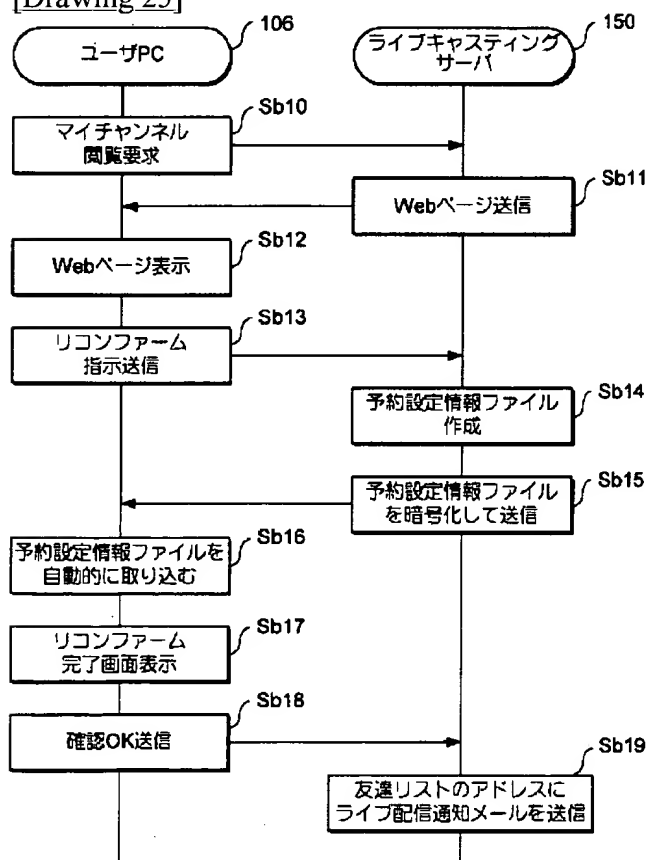 [Drawing 25]
ユーザPC
106
ライブキャスティング
サーバ
150
マイチャンネル
閲覧要求
Sb10
Webページ送信
Sb11
Webページ表示
Sb12
リコンファーム
指示送信
Sb13
予約設定情報ファイル
作成
Sb14
予約設定情報ファイル
を暗号化して送信
Sb15
予約設定情報ファイルを
自動的に取り込む
Sb16
リコンファーム
完了画面表示
Sb17
確認OK送信
Sb18
友達リストのアドレスに
ライブ配信通知メールを送信
Sb19